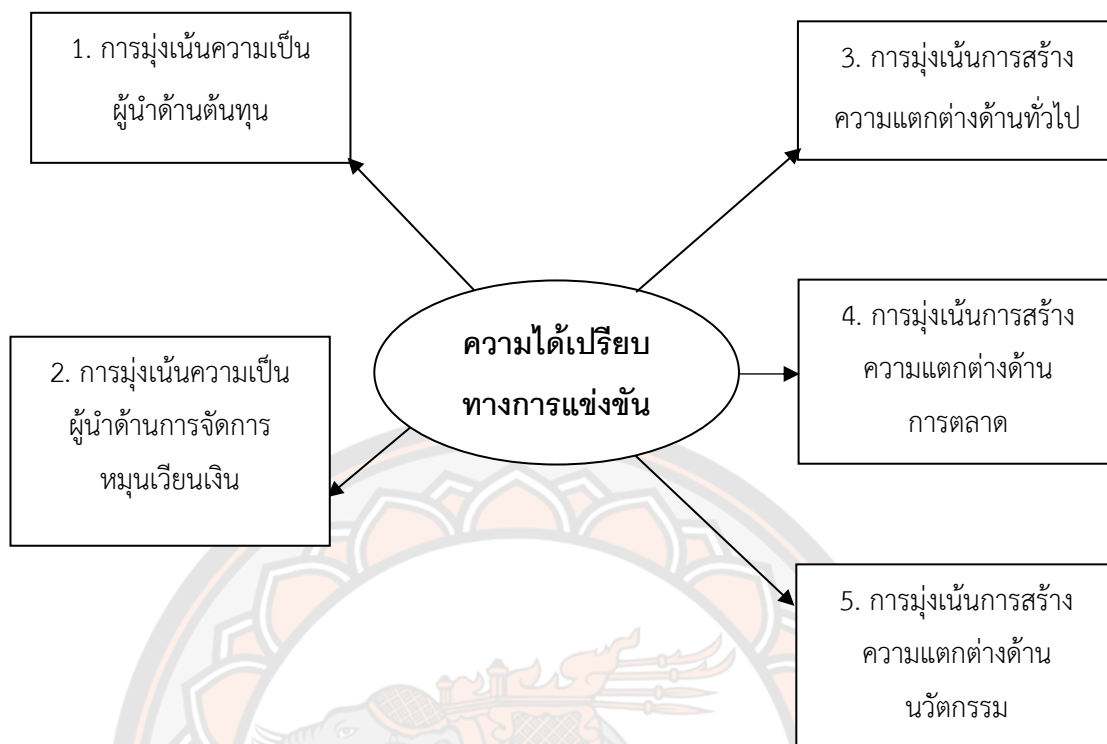 1. การมุ่งเน้นความเป็น
ผู้นำด้านต้นทุน
2. การมุ่งเน้นความเป็น
ผู้นำด้านการจัดการ
หมุนเวียนเงิน
ความได้เปรียบ
ทางการแข่งขัน
3. การมุ่งเน้นการสร้าง
ความแตกต่างด้านทั่วไป
4. การมุ่งเน้นการสร้าง
ความแตกต่างด้าน
การตลาด
5. การมุ่งเน้นการสร้าง
ความแตกต่างด้าน
นวัตกรรม